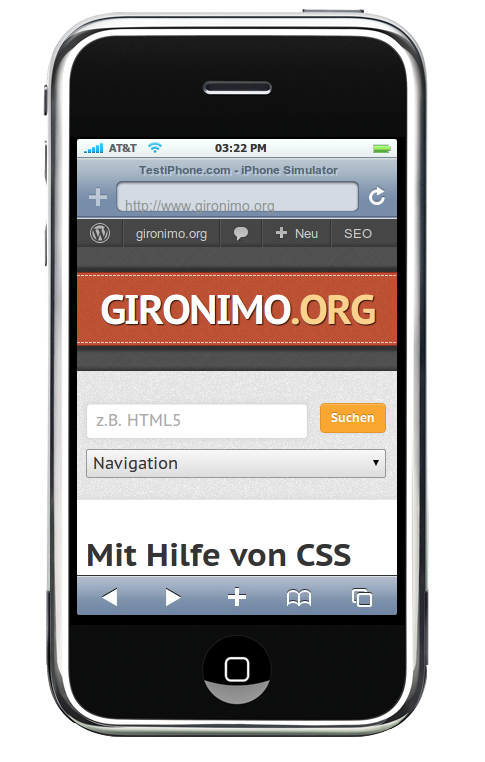 AT&T 03:22 PM
TestiPhone.com - iPhone Simulator
http://www.gironimo.org
gironimo.org Neu SEO
GIRONIMO.ORG
z.B. HTML5 Suchen
Navigation
Mit Hilfe von CSS